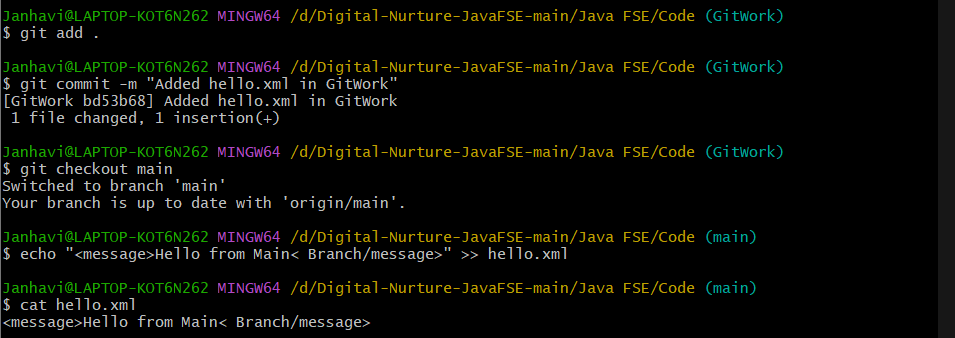 Janhavi@LAPTOP-KOT6N262 MINGW64 /d/Digital-Nurture-JavaFSE-main/Java FSE/Code (GitWork)
$ git add .
Janhavi@LAPTOP-KOT6N262 MINGW64 /d/Digital-Nurture-JavaFSE-main/Java FSE/Code (GitWork)
$ git commit -m "Added hello.xml in GitWork"
[GitWork bd53b68] Added hello.xml in GitWork
 1 file changed, 1 insertion(+)
Janhavi@LAPTOP-KOT6N262 MINGW64 /d/Digital-Nurture-JavaFSE-main/Java FSE/Code (GitWork)
$ git checkout main
Switched to branch 'main'
Your branch is up to date with 'origin/main'.
Janhavi@LAPTOP-KOT6N262 MINGW64 /d/Digital-Nurture-JavaFSE-main/Java FSE/Code (main)
$ echo "<message>Hello from Main< Branch/message>" >> hello.xml
Janhavi@LAPTOP-KOT6N262 MINGW64 /d/Digital-Nurture-JavaFSE-main/Java FSE/Code (main)
$ cat hello.xml
<message>Hello from Main< Branch/message>